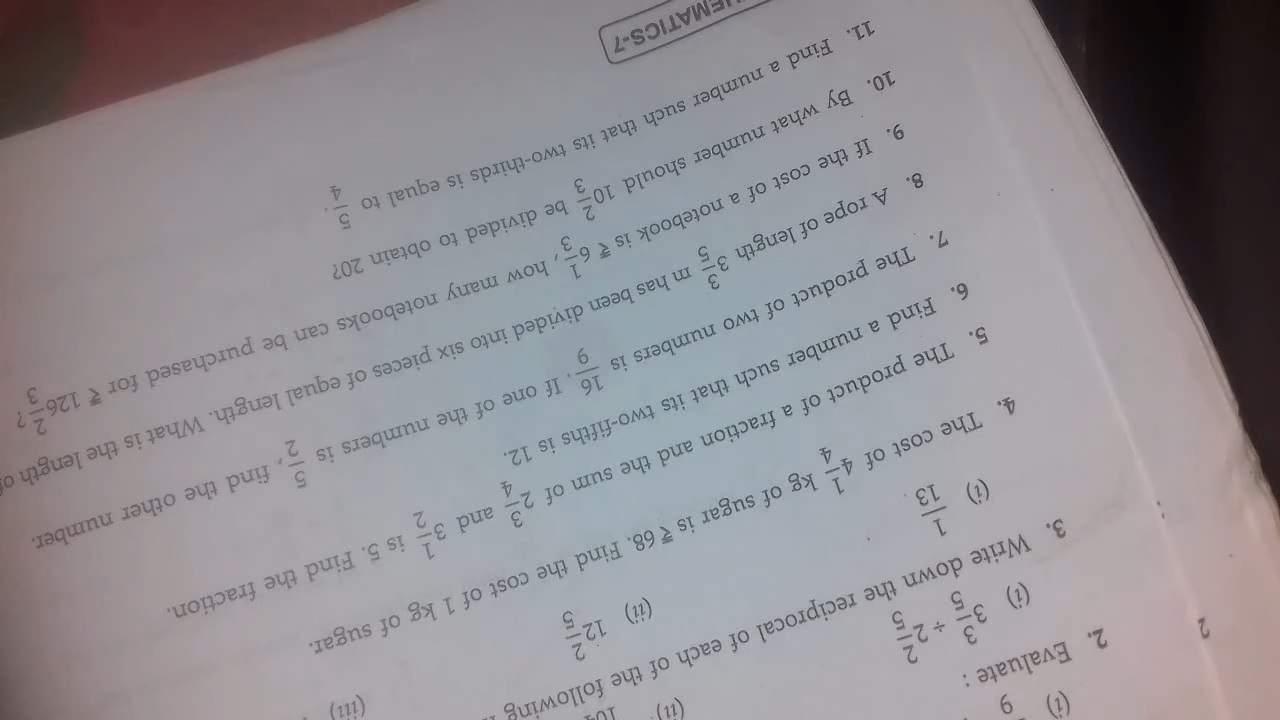 (i) 9
2. Evaluate :
(i) 3 3/5 ÷ 2 2/5 (ii)
3. Write down the reciprocal of each of the following
(i) 1/13 (ii) 12 2/5 (iii)
4. The cost of 4 1/4 kg of sugar is ₹ 68. Find the cost of 1 kg of sugar.
5. The product of a fraction and the sum of 2 3/4 and 3 1/2 is 5. Find the fraction.
6. Find a number such that its two-fifths is 12.
7. The product of two numbers is 16/9. If one of the numbers is 5/2, find the other number.
8. A rope of length 3 3/5 m has been divided into six pieces of equal length. What is the length of
9. If the cost of a notebook is ₹ 6 1/3, how many notebooks can be purchased for ₹ 126 2/3?
10. By what number should 10 2/3 be divided to obtain 20?
11. Find a number such that its two-thirds is equal to 5/4.
HEMATICS-7